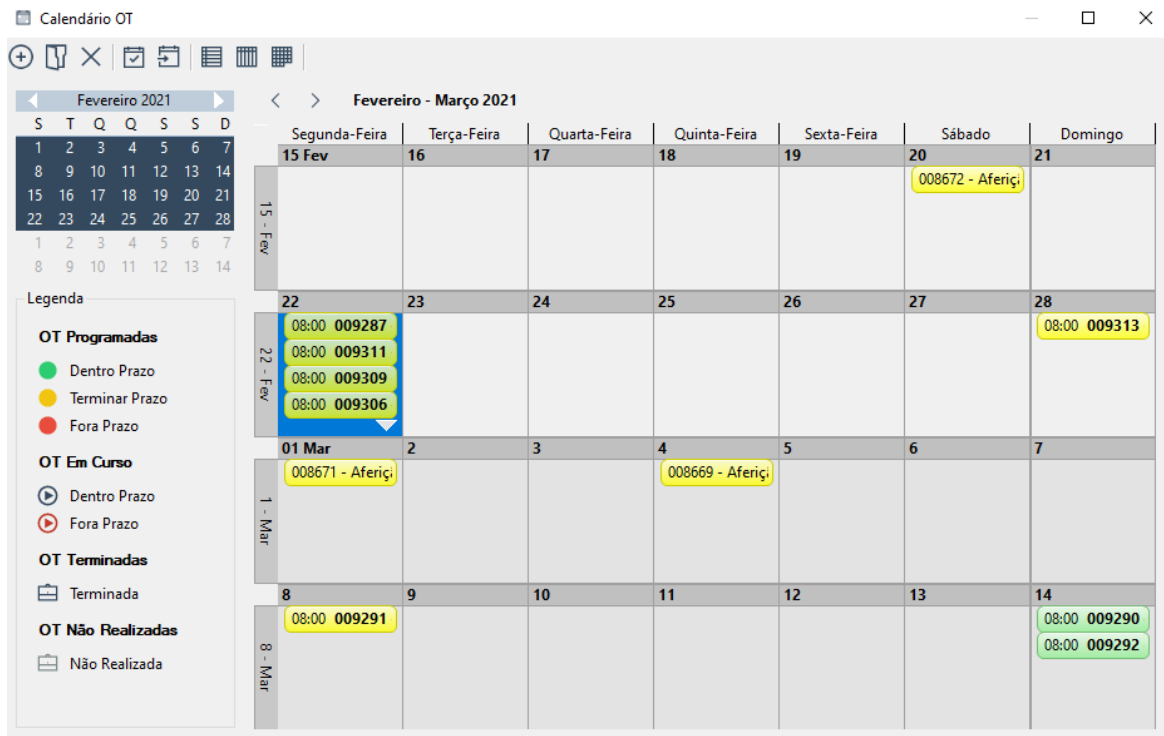 Calendário OT
Fevereiro 2021
S T Q Q S S D
1 2 3 4 5 6 7
8 9 10 11 12 13 14
15 16 17 18 19 20 21
22 23 24 25 26 27 28
1 2 3 4 5 6 7
8 9 10 11 12 13 14
Legenda
OT Programadas
Dentro Prazo
Terminar Prazo
Fora Prazo
OT Em Curso
Dentro Prazo
Fora Prazo
OT Terminadas
Terminada
OT Não Realizadas
Não Realizada
Fevereiro - Março 2021
Segunda-Feira Terça-Feira Quarta-Feira Quinta-Feira Sexta-Feira Sábado Domingo
15 Fev 16 17 18 19 20 21
15 - Fev
008672 - Aferiçã
22 23 24 25 26 27 28
22 - Fev
08:00 009287
08:00 009311
08:00 009309
08:00 009306
08:00 009313
01 Mar 2 3 4 5 6 7
1 - Mar
008671 - Aferiçã
008669 - Aferiçã
8 9 10 11 12 13 14
8 - Mar
08:00 009291
08:00 009290
08:00 009292